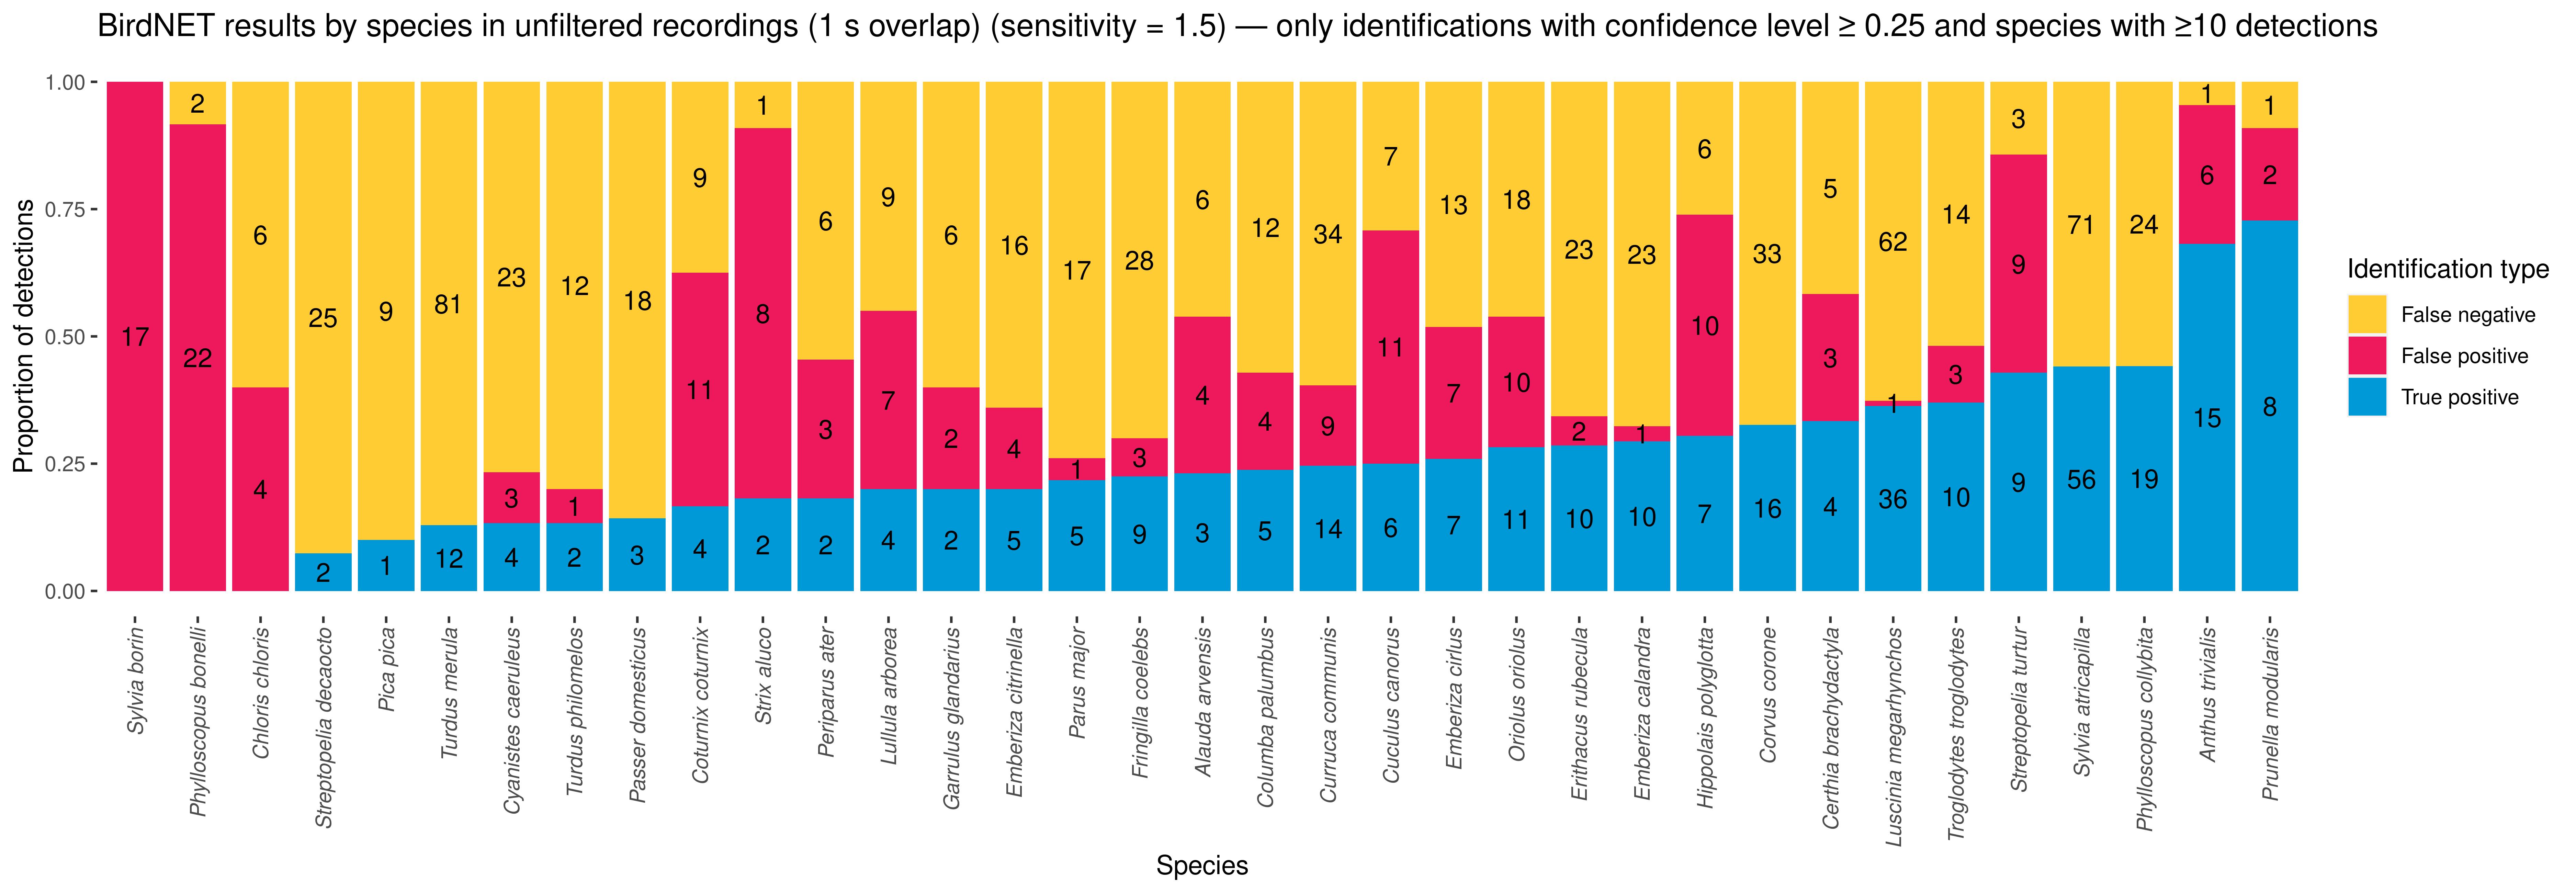 BirdNET results by species in unfiltered recordings (1 s overlap) (sensitivity = 1.5) — only identifications with confidence level ≥ 0.25 and species with ≥10 detections
Proportion of detections
1.00
0.75
0.50
0.25
0.00
17
2
22
6
4
25
2
9
1
81
12
23
3
4
12
1
2
18
3
9
11
4
1
8
2
6
3
2
9
7
4
6
2
2
16
4
5
17
1
5
28
3
9
6
4
3
12
4
5
34
9
14
7
11
6
13
7
7
18
10
11
23
2
10
23
1
10
6
10
7
33
16
5
3
4
62
1
36
14
3
10
3
9
9
71
56
24
19
1
6
15
1
2
8
Sylvia borin
Phylloscopus bonelli
Chloris chloris
Streptopelia decaocto
Pica pica
Turdus merula
Cyanistes caeruleus
Turdus philomelos
Passer domesticus
Coturnix coturnix
Strix aluco
Periparus ater
Lullula arborea
Garrulus glandarius
Emberiza citrinella
Parus major
Fringilla coelebs
Alauda arvensis
Columba palumbus
Curruca communis
Cuculus canorus
Emberiza cirlus
Oriolus oriolus
Erithacus rubecula
Emberiza calandra
Hippolais polyglotta
Corvus corone
Certhia brachydactyla
Luscinia megarhynchos
Troglodytes troglodytes
Streptopelia turtur
Sylvia atricapilla
Phylloscopus collybita
Anthus trivialis
Prunella modularis
Species
Identification type
False negative
False positive
True positive